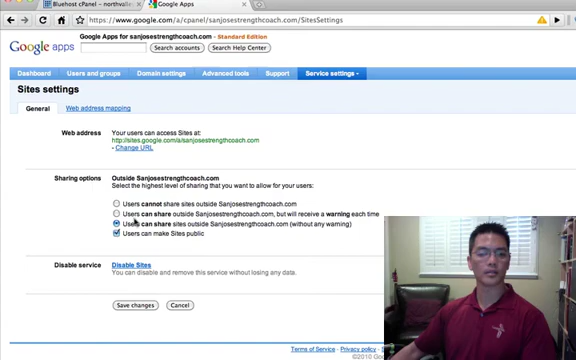 Bluehost cPanel – northvalle
Google Apps
https://www.google.com/a/cpanel/sanjosestrengthcoach.com/SitesSettings
Google apps
Google Apps for sanjosestrengthcoach.com - Standard Edition
Search accounts
Search Help Center
Dashboard
Users and groups
Domain settings
Advanced tools
Support
Service settings
Sites settings
General
Web address mapping
Web address
Your users can access Sites at:
http://sites.google.com/a/sanjosestrengthcoach.com
- Change URL
Sharing options
Outside Sanjosestrengthcoach.com
Select the highest level of sharing that you want to allow for your users:
Users cannot share sites outside Sanjosestrengthcoach.com
Users can share outside Sanjosestrengthcoach.com, but will receive a warning each time
Users can share sites outside Sanjosestrengthcoach.com (without any warning)
Users can make Sites public
Disable service
Disable Sites
You can disable and remove this service without losing any data.
Save changes
Cancel
Terms of Service - Privacy policy -
©2010 Go